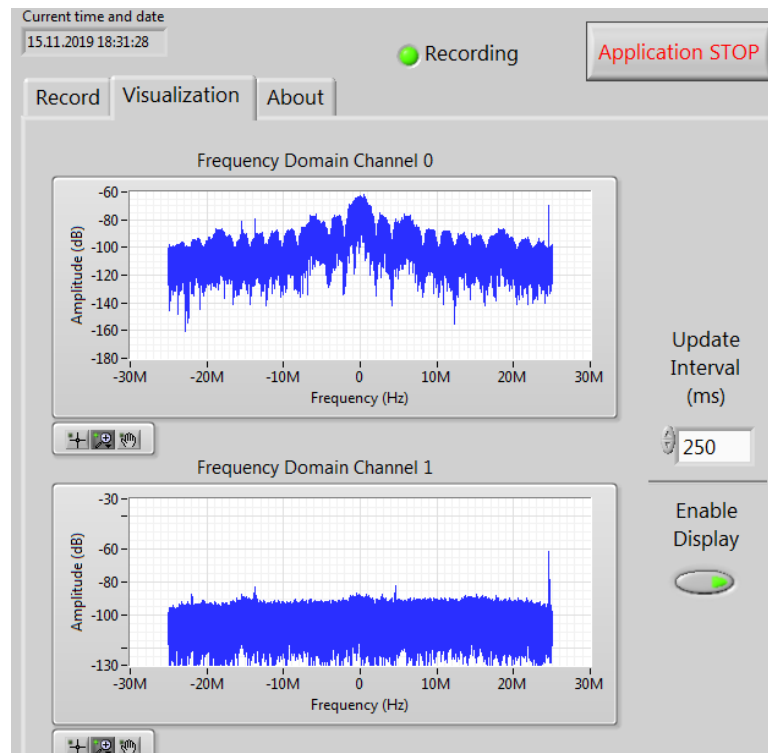 Current time and date
15.11.2019 18:31:28
Recording
Application STOP
Record Visualization About
Frequency Domain Channel 0
Amplitude (dB)
-60
-80
-100
-120
-140
-160
-180
-30M -20M -10M 0 10M 20M 30M
Frequency (Hz)
Update
Interval
(ms)
250
Frequency Domain Channel 1
Amplitude (dB)
-30
-60
-80
-100
-130
-30M -20M -10M 0 10M 20M 30M
Frequency (Hz)
Enable
Display